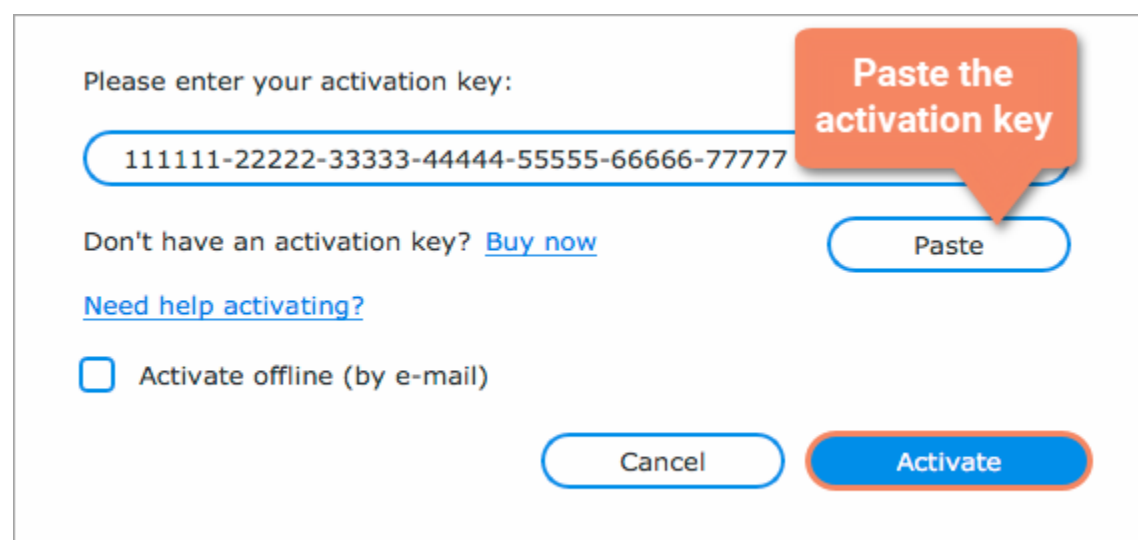 Please enter your activation key:
Paste the
activation key
111111-22222-33333-44444-55555-66666-77777
Don't have an activation key? Buy now
Paste
Need help activating?
Activate offline (by e-mail)
Cancel
Activate